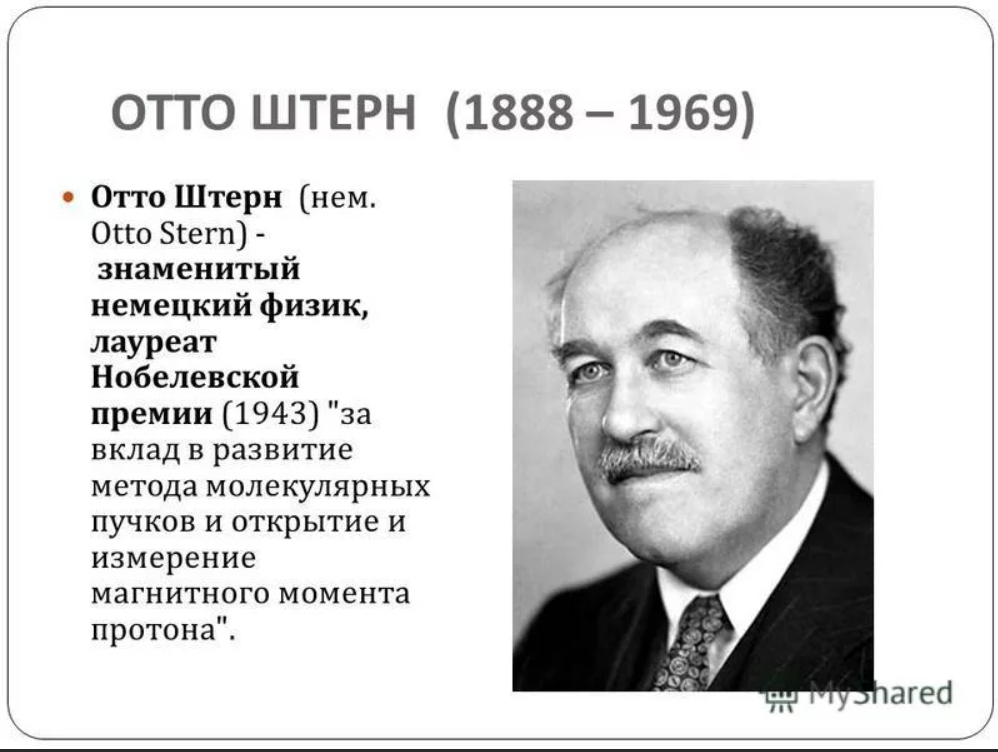 ОТТО ШТЕРН (1888 – 1969)
• Отто Штерн (нем.
Otto Stern) -
знаменитый
немецкий физик,
лауреат
Нобелевской
премии (1943) "за
вклад в развитие
метода молекулярных
пучков и открытие и
измерение
магнитного момента
протона".
MyShared